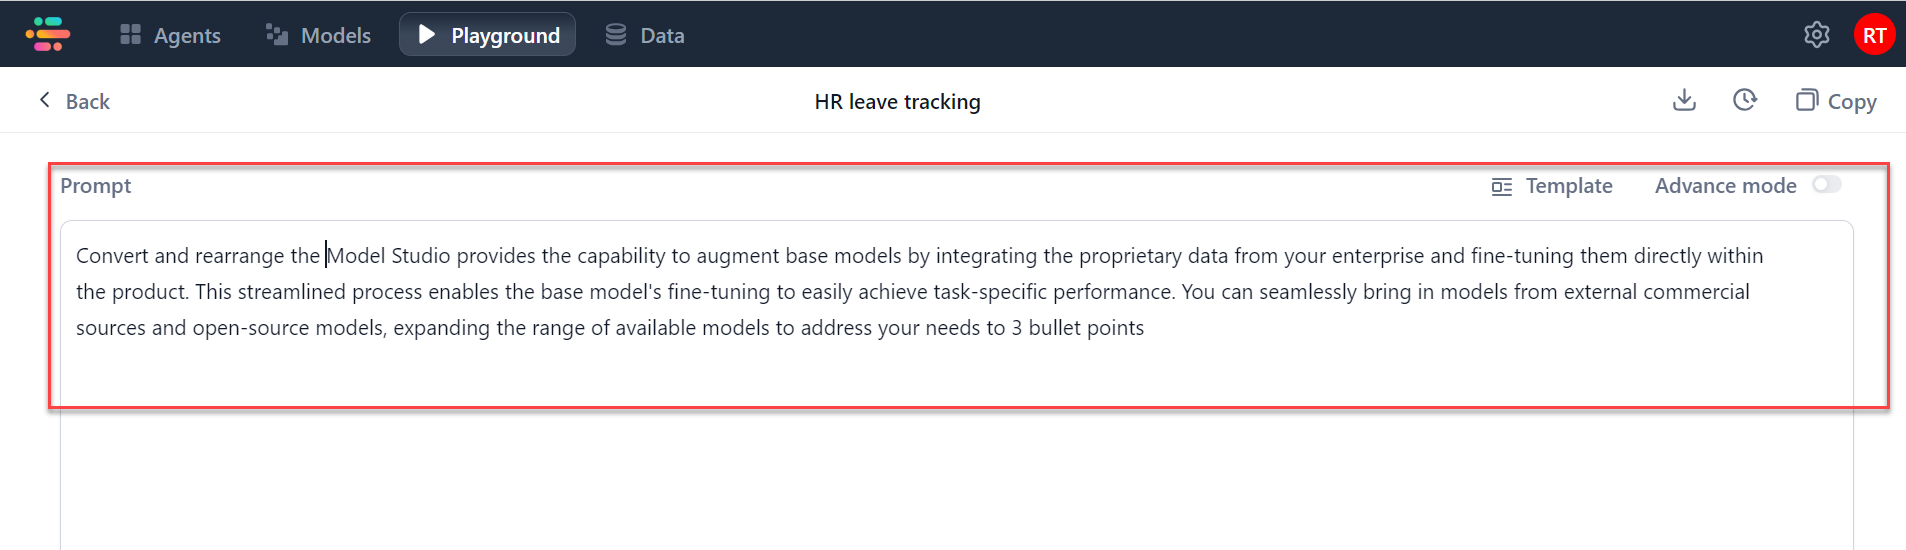 Agents Models Playground Data RT
Back HR leave tracking Copy
Prompt Template Advance mode
Convert and rearrange the Model Studio provides the capability to augment base models by integrating the proprietary data from your enterprise and fine-tuning them directly within
the product. This streamlined process enables the base model's fine-tuning to easily achieve task-specific performance. You can seamlessly bring in models from external commercial
sources and open-source models, expanding the range of available models to address your needs to 3 bullet points